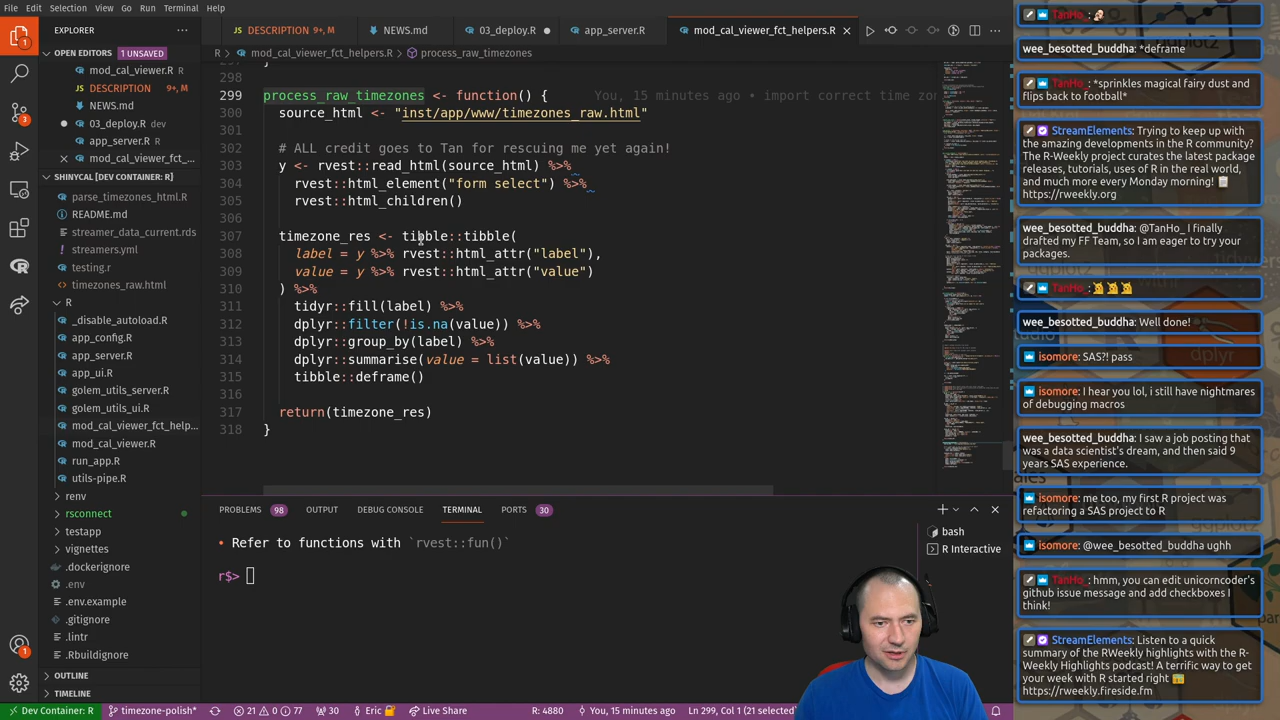 File Edit View Go Run Terminal Help
EXPLORER
OPEN EDITORS 1 UNSAVED
mod_cal_viewer.R
DESCRIPTION 9+, M
NEWS.md
03_deploy.R dev
app_server.R
mod_cal_viewer_fct_...
SHINYCAL [DEV CONTAINER: R]
parse_timezones_html.R
README.md
streamer_data_current.rds
streamers.yml
testing.r
timezones_raw.html
R
_disable_autoload.R
app_config.R
app_server.R
app_ui.R
golem_utils_server.R
golem_utils_ui.R
mod_cal_viewer_fct_help...
mod_cal_viewer.R
run_app.R
utils-pipe.R
renv
rsconnect
testapp
vignettes
.dockerignore
.env
.env.example
.gitignore
.lintr
.Rbuildignore
OUTLINE
TIMELINE
DESCRIPTION 9+, M
NEWS.md
03_deploy.R
app_server.R
mod_cal_viewer_fct_helpers.R
R > mod_cal_viewer_fct_helpers.R > process_raw_timezones
298
299 process_raw_timezones <- function() { You, 15 minutes ago • import correct time zon
300 source_html <- "inst/app/www/timezones_raw.html"
301
302 # ALL credit goes to Tan for rescuing me yet again!
303 rvest::read_html(source_html) %>%
304 rvest::html_element("form select") %>%
305 rvest::html_children()
306
307 timezone_res <- tibble::tibble(
308 label = y %>% rvest::html_attr("label"),
309 value = y %>% rvest::html_attr("value")
310 ) %>%
311 tidyr::fill(label) %>%
312 dplyr::filter(!is.na(value)) %>%
313 dplyr::group_by(label) %>%
314 dplyr::summarise(value = list(value)) %>%
315 tibble::deframe()
316
317 return(timezone_res)
318
PROBLEMS 98 OUTPUT DEBUG CONSOLE TERMINAL PORTS 30
• Refer to functions with `rvest::fun()`
r$>
bash
R Interactive
Dev Container: R timezone-polish* 21 0 77 30 Eric Live Share R: 4880 You, 15 minutes ago Ln 299, Col 1 (21 selected)
TanHo_:
wee_besotted_buddha: *deframe
TanHo_: *sprinkles magical fairy dust and
flips back to football*
StreamElements: Trying to keep up with
the amazing developments in the R community?
The R-Weekly project curates the latest package
releases, tutorials, uses of R in the real world,
and much more every Monday morning!
https://rweekly.org
wee_besotted_buddha: @TanHo_ I finally
drafted my FF Team, so I am eager to try your
packages.
TanHo_:
wee_besotted_buddha: Well done!
isomore: SAS?! pass
isomore: I hear you lol, i still have nightmares
of debugging macros
wee_besotted_buddha: I saw a job posting that
was a data scientist's dream, and then said 9
years SAS experience.
isomore: me too, my first R project was
refactoring a SAS project to R
isomore: @wee_besotted_buddha ughh
TanHo_: hmm, you can edit unicorncoder's
github issue message and add checkboxes I
think!
StreamElements: Listen to a quick
summary of the RWeekly highlights with the R-
Weekly Highlights podcast! A terrific way to get
your week with R started right
https://rweekly.fireside.fm